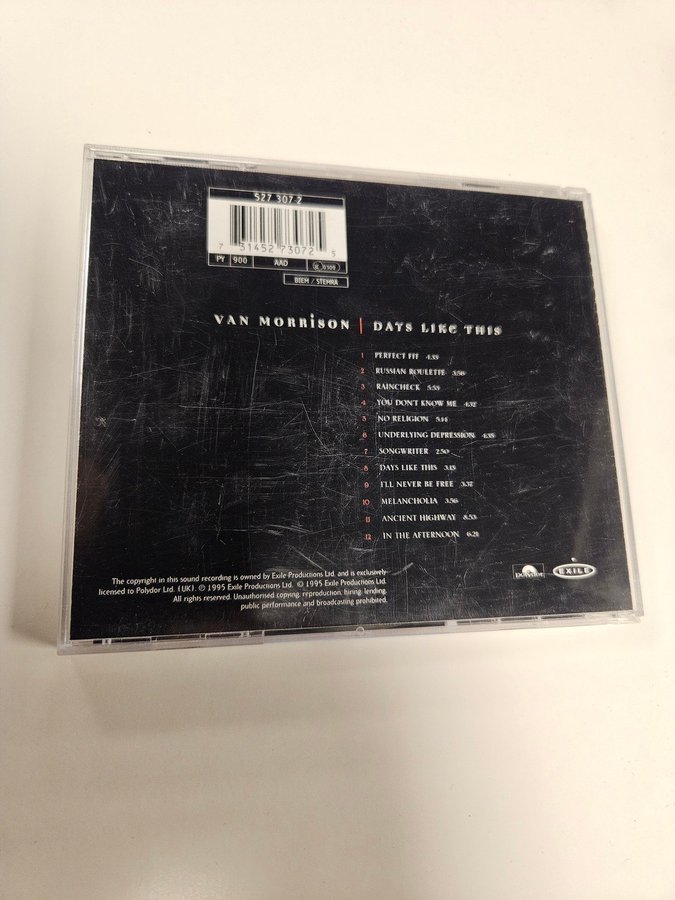 527 307 2
7 31452 73072 5
PY 900 AAD LC 0309
BIEM / STEMRA
VAN MORRISON | DAYS LIKE THIS
1 PERFECT FIT 4.33
2 RUSSIAN ROULETTE 3.50
3 RAINCHECK 5.53
4 YOU DON'T KNOW ME 4.32
5 NO RELIGION 5.14
6 UNDERLYING DEPRESSION 4.35
7 SONGWRITER 2.50
8 DAYS LIKE THIS 3.13
9 I'LL NEVER BE FREE 3.37
10 MELANCHOLIA 3.56
11 ANCIENT HIGHWAY 8.53
12 IN THE AFTERNOON 6.21
The copyright in this sound recording is owned by Exile Productions Ltd. and is exclusively
licensed to Polydor Ltd. (UK). ℗ 1995 Exile Productions Ltd. © 1995 Exile Productions Ltd.
All rights reserved. Unauthorised copying, reproduction, hiring, lending,
public performance and broadcasting prohibited.
polydor
EXILE